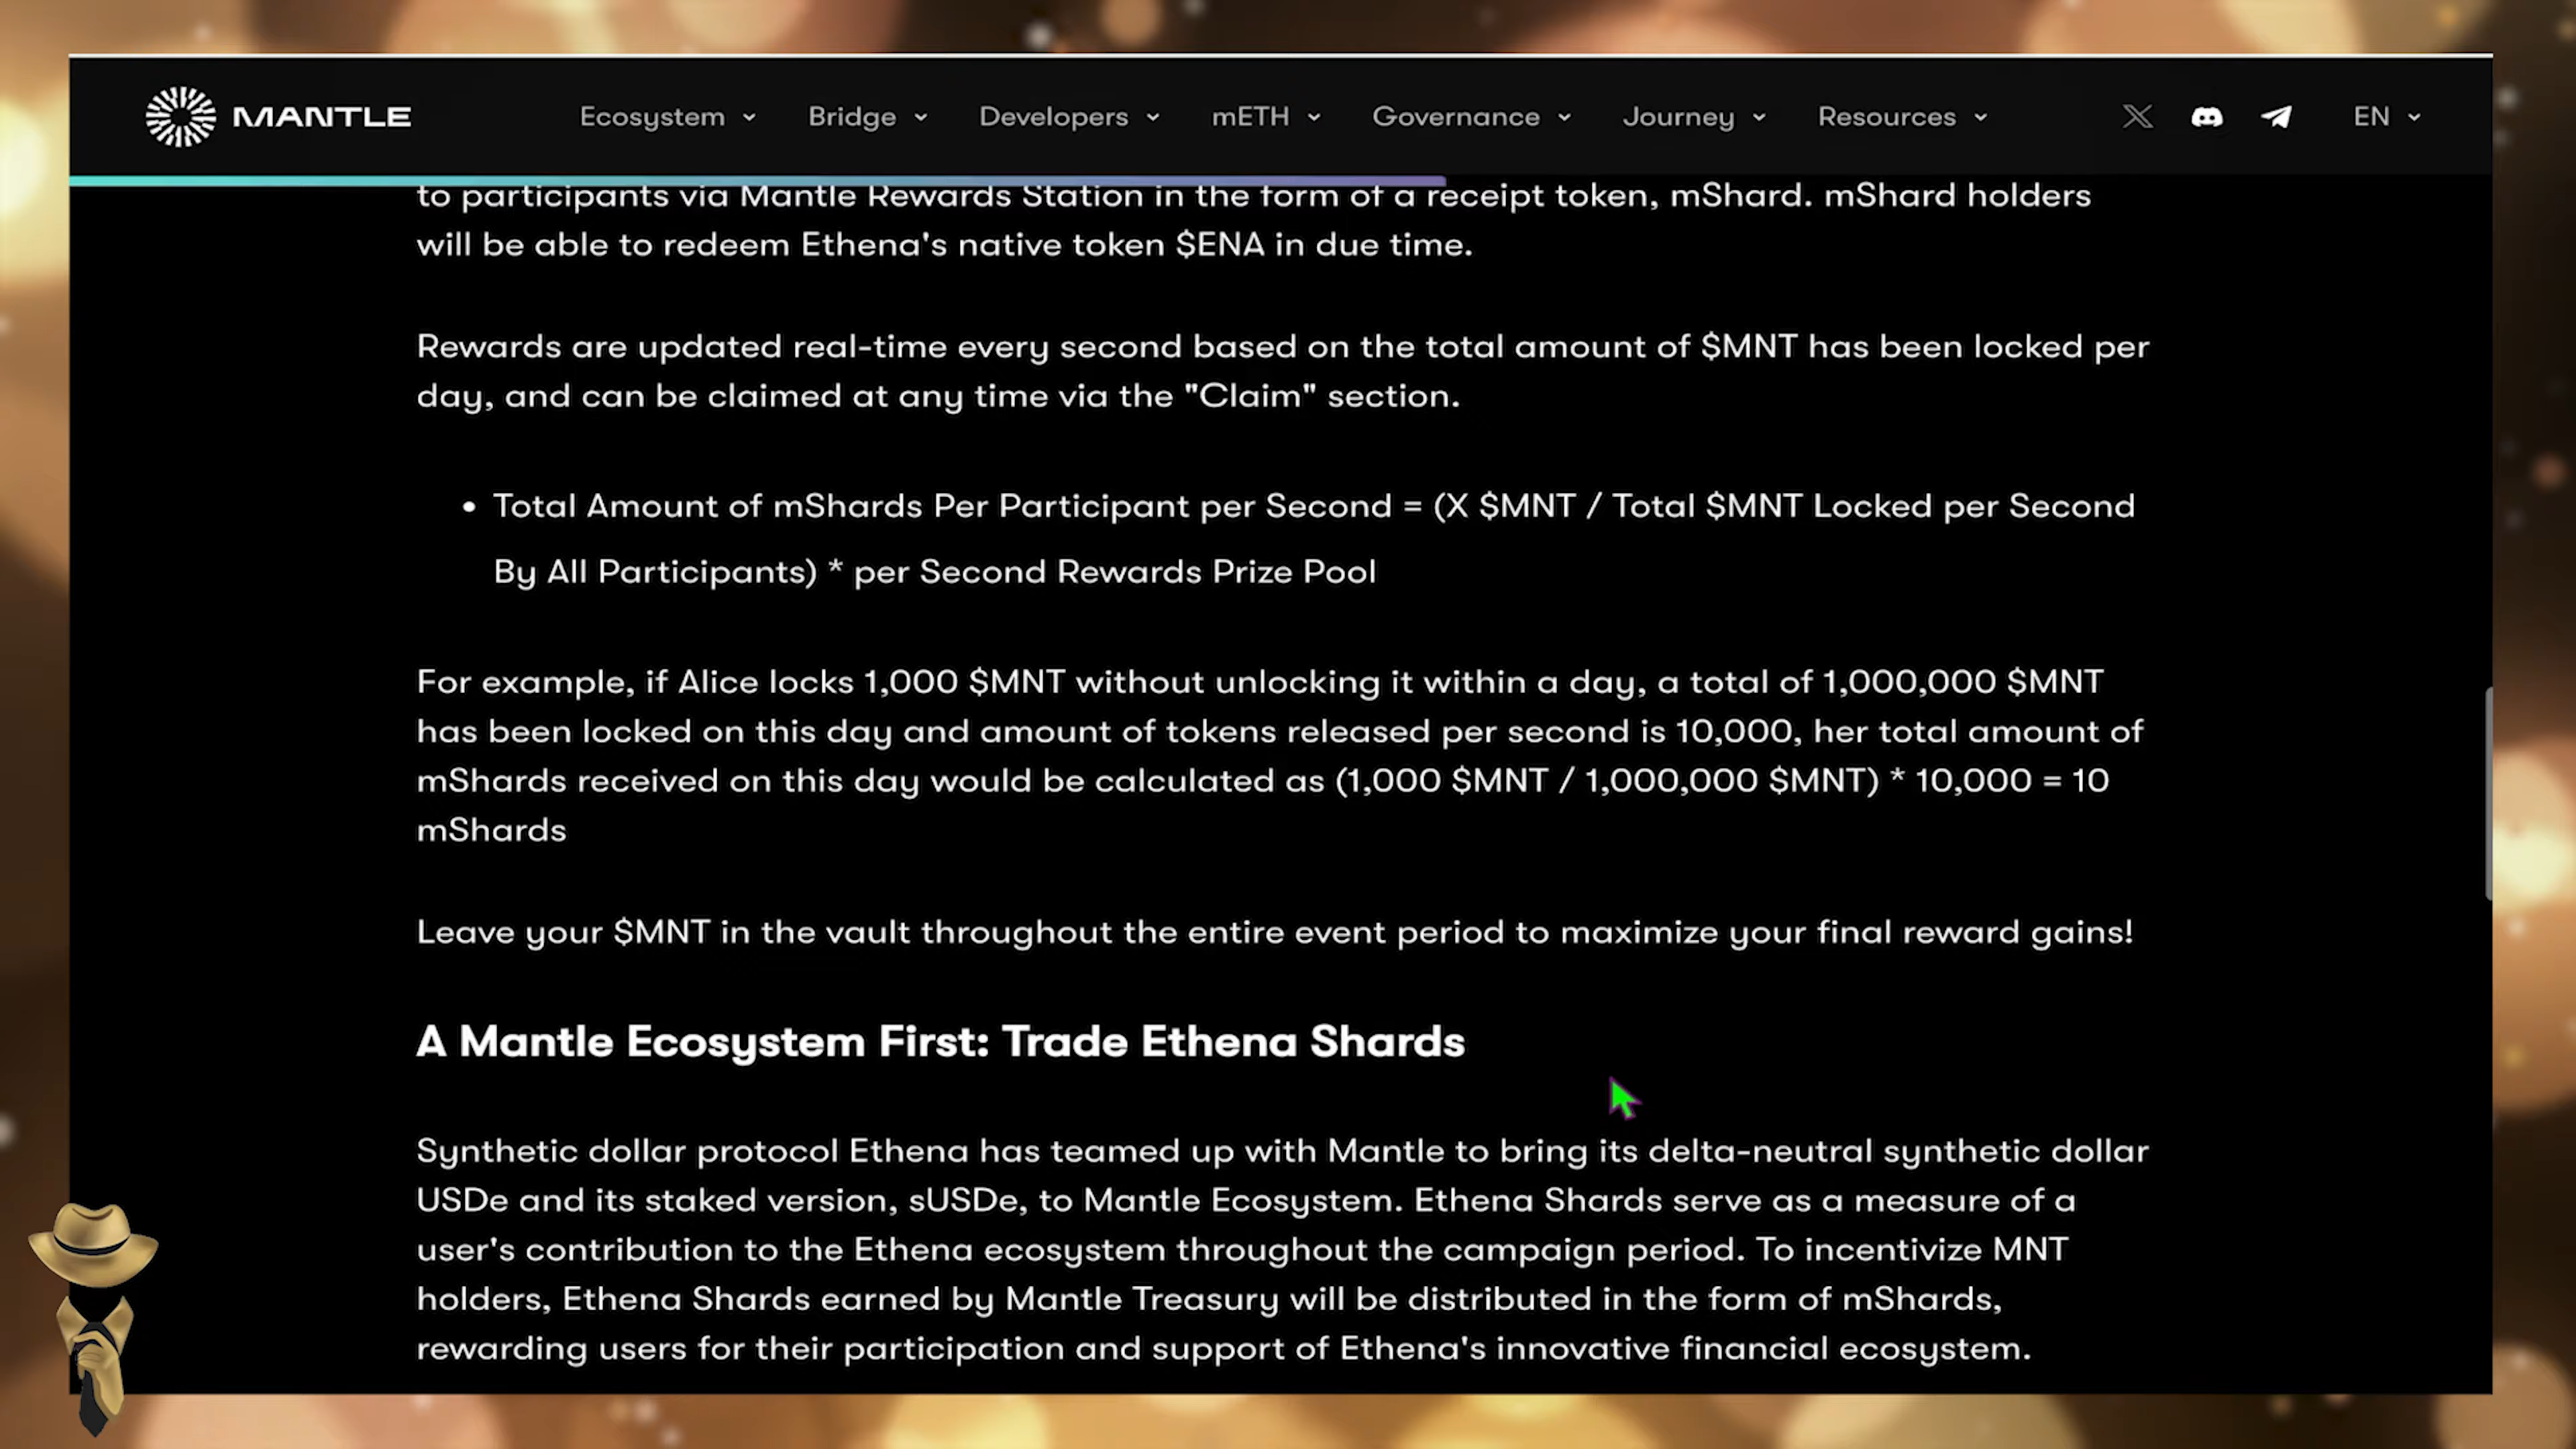 MANTLE
Ecosystem Bridge Developers mETH Governance Journey Resources EN
to participants via Mantle Rewards Station in the form of a receipt token, mShard. mShard holders
will be able to redeem Ethena's native token $ENA in due time.
Rewards are updated real-time every second based on the total amount of $MNT has been locked per
day, and can be claimed at any time via the "Claim" section.
• Total Amount of mShards Per Participant per Second = (X $MNT / Total $MNT Locked per Second
By All Participants) * per Second Rewards Prize Pool
For example, if Alice locks 1,000 $MNT without unlocking it within a day, a total of 1,000,000 $MNT
has been locked on this day and amount of tokens released per second is 10,000, her total amount of
mShards received on this day would be calculated as (1,000 $MNT / 1,000,000 $MNT) * 10,000 = 10
mShards
Leave your $MNT in the vault throughout the entire event period to maximize your final reward gains!
A Mantle Ecosystem First: Trade Ethena Shards
Synthetic dollar protocol Ethena has teamed up with Mantle to bring its delta-neutral synthetic dollar
USDe and its staked version, sUSDe, to Mantle Ecosystem. Ethena Shards serve as a measure of a
user's contribution to the Ethena ecosystem throughout the campaign period. To incentivize MNT
holders, Ethena Shards earned by Mantle Treasury will be distributed in the form of mShards,
rewarding users for their participation and support of Ethena's innovative financial ecosystem.